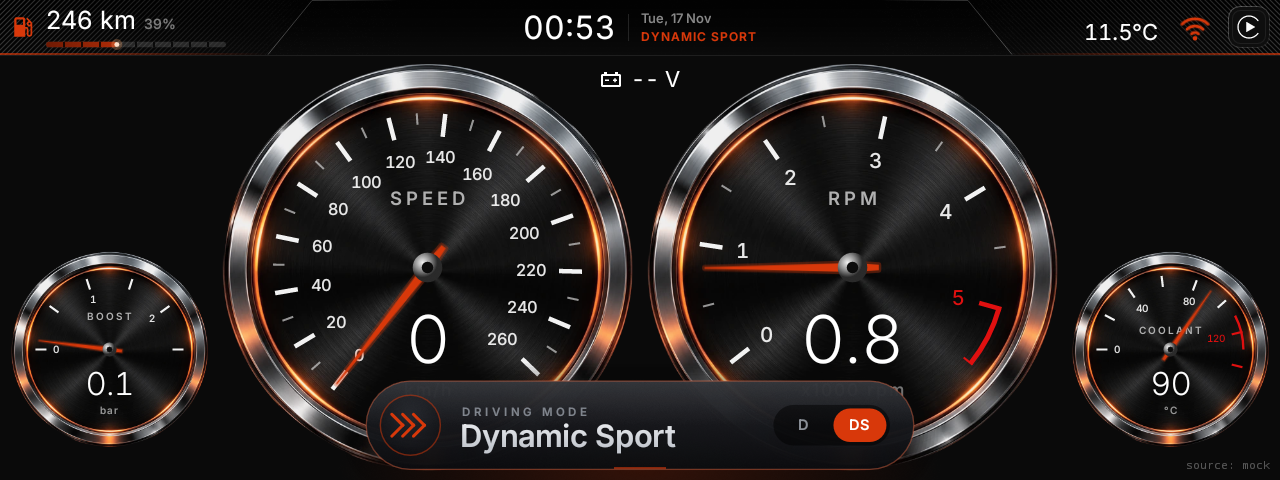 246 km 39%
00:53
Tue, 17 Nov
DYNAMIC SPORT
11.5°C
-- V
SPEED
0
20
40
60
80
100
120
140
160
180
200
220
240
260
0
RPM
0
1
2
3
4
5
0.8
BOOST
0
1
2
0.1
bar
COOLANT
0
40
80
120
90
°C
DRIVING MODE
Dynamic Sport
D
DS
source: mock